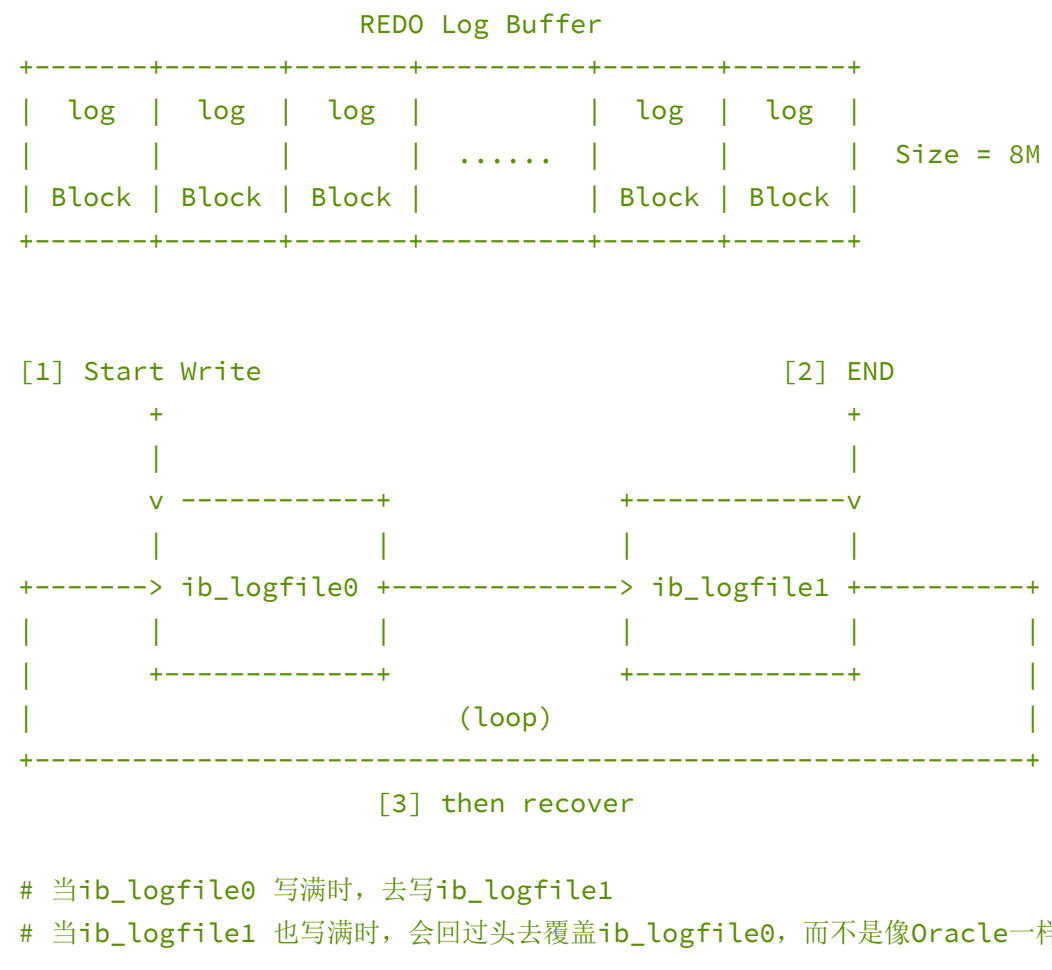 REDO Log Buffer
+-------+-------+-------+----------+-------+-------+
|  log  |  log  |  log  |          |  log  |  log  |
|       |       |       |  ......  |       |       |  Size = 8M
| Block | Block | Block |          | Block | Block |
+-------+-------+-------+----------+-------+-------+
[1] Start Write                                [2] END
        +                                          +
        |                                          |
        v ------------+              +-------------v
        |             |              |             |
+-------> ib_logfile0 +--------------> ib_logfile1 +----------+
|       |             |              |             |          |
|       +-------------+              +-------------+          |
|                          (loop)                             |
+-------------------------------------------------------------+
[3] then recover
# 当ib_logfile0 写满时，去写ib_logfile1
# 当ib_logfile1 也写满时，会回过头去覆盖ib_logfile0，而不是像Oracle一样